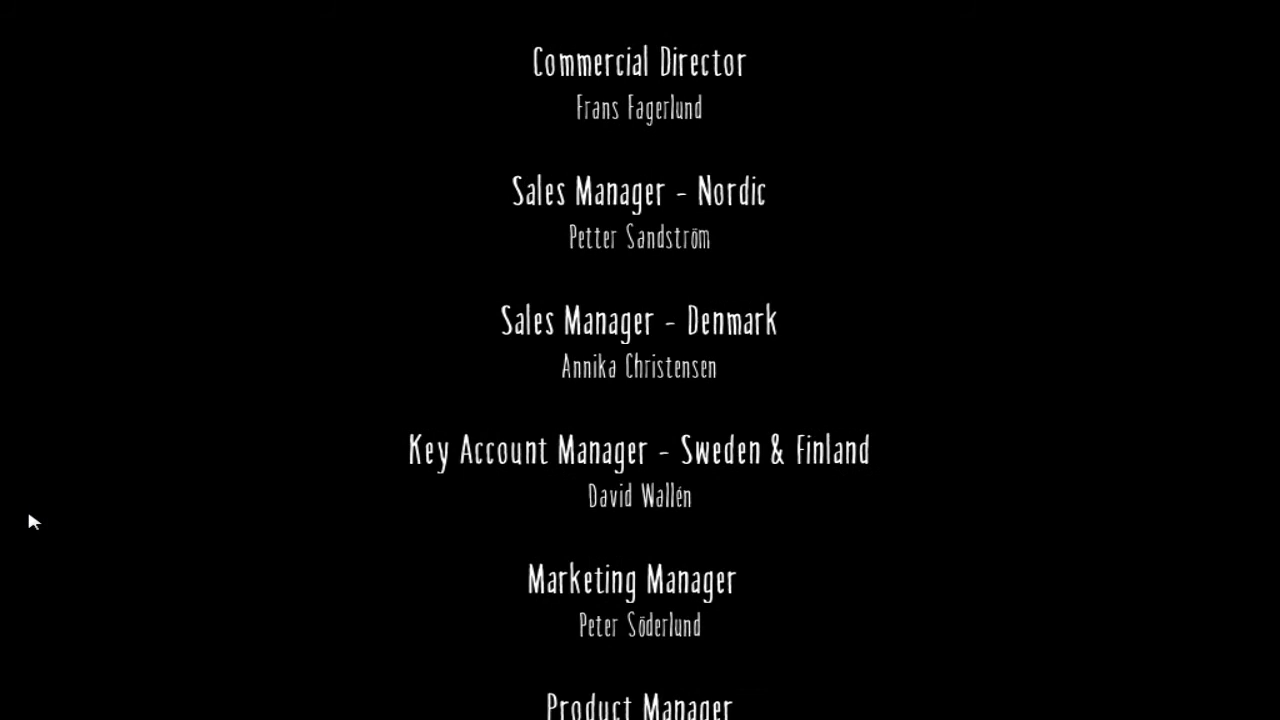 Commercial Director
Frans Fagerlund
Sales Manager - Nordic
Petter Sandström
Sales Manager - Denmark
Annika Christensen
Key Account Manager - Sweden & Finland
David Wallén
Marketing Manager
Peter Söderlund
Product Manager